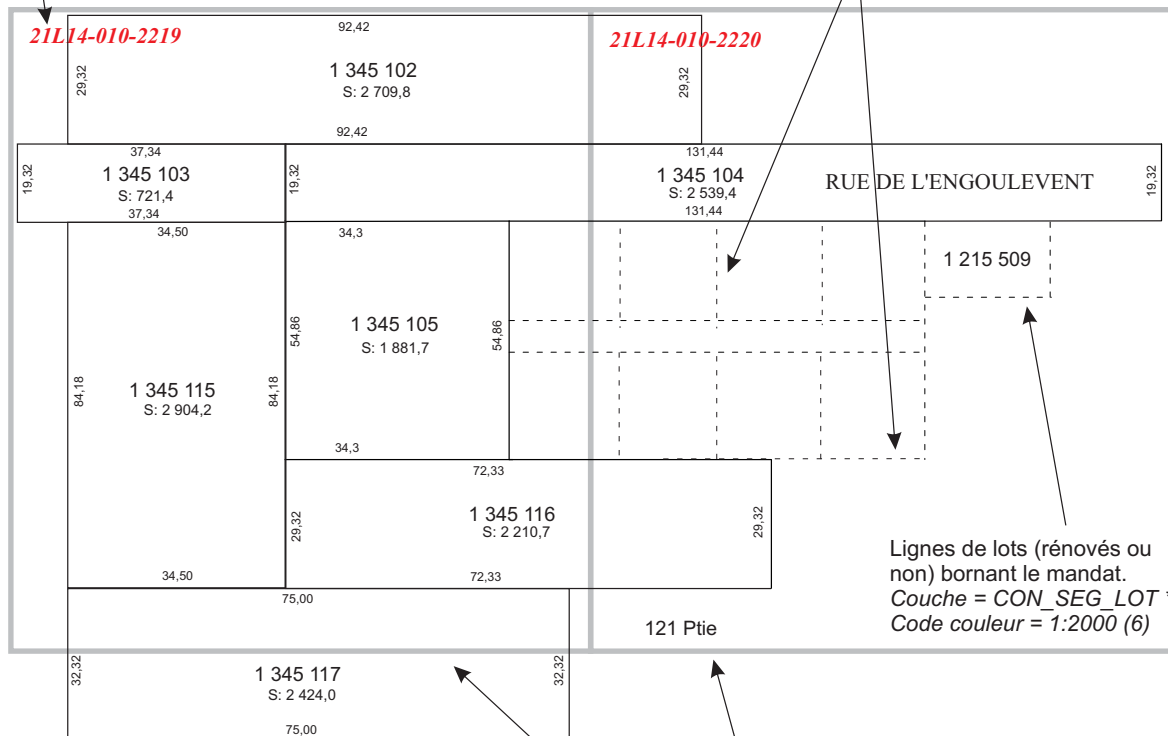 21L14-010-2219
92,42
21L14-010-2220
29,32
1 345 102
S: 2 709,8
29,32
92,42
37,34
131,44
19,32
1 345 103
S: 721,4
37,34
19,32
1 345 104
S: 2 539,4
131,44
RUE DE L'ENGOULEVENT
19,32
34,50
34,3
1 215 509
54,86
1 345 105
S: 1 881,7
54,86
84,18
1 345 115
S: 2 904,2
84,18
34,3
72,33
29,32
1 345 116
S: 2 210,7
29,32
34,50
72,33
Lignes de lots (rénovés ou
non) bornant le mandat.
Couche = CON_SEG_LOT *
Code couleur = 1:2000 (6)
75,00
121 Ptie
32,32
1 345 117
S: 2 424,0
32,32
75,00